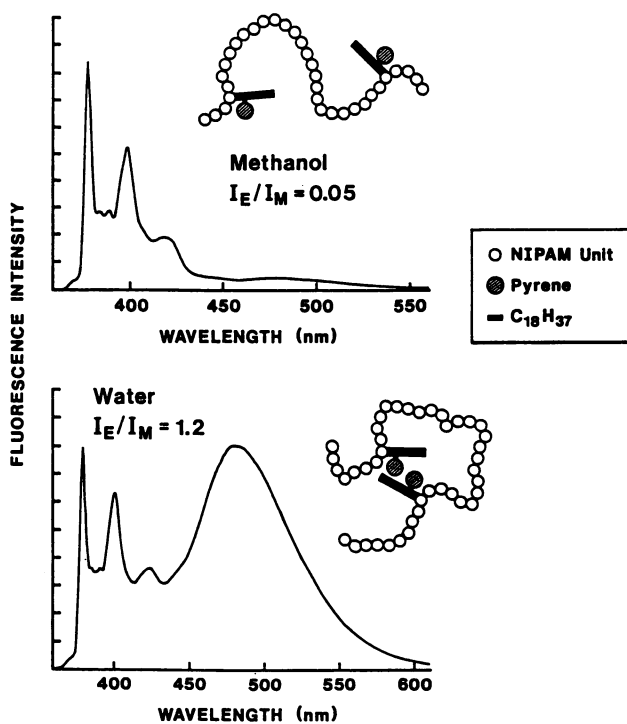 Methanol
I_E/I_M = 0.05
400 450 500 550
WAVELENGTH (nm)
FLUORESCENCE INTENSITY
NIPAM Unit
Pyrene
C₁₈H₃₇
Water
I_E/I_M = 1.2
400 450 500 550 600
WAVELENGTH (nm)